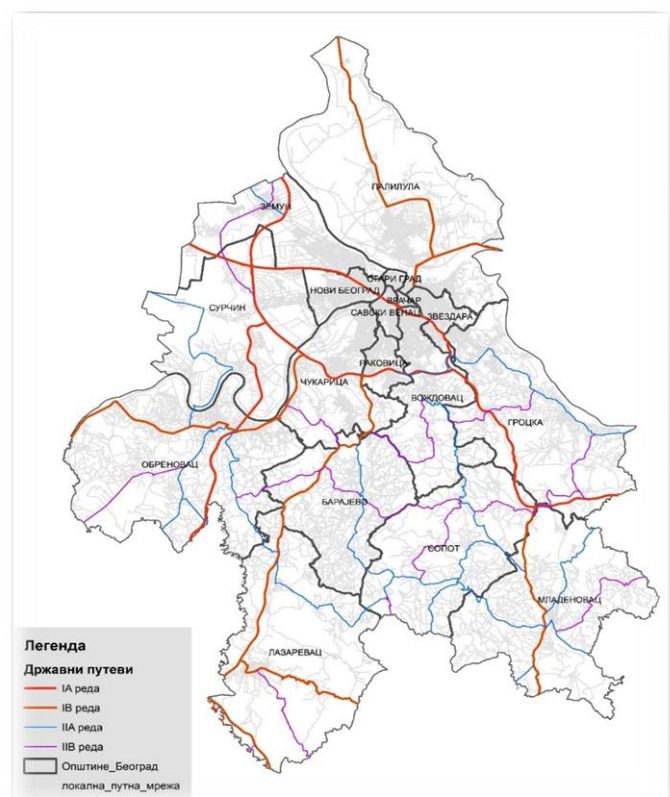 ПАЛИЛУЛА
ЗЕМУН
СТАРИ ГРАД
НОВИ БЕОГРАД
ВРАЧАР
СУРЧИН
САВСКИ ВЕНАЦ
ЗВЕЗДАРА
РАКОВИЦА
ЧУКАРИЦА
ВОЖДОВАЦ
ГРОЦКА
ОБРЕНОВАЦ
БАРАЈЕВО
СОПОТ
МЛАДЕНОВАЦ
ЛАЗАРЕВАЦ
Легенда
Државни путеви
IA реда
IB реда
IIA реда
IIB реда
Општине_Београд
локална_путна_мрежа